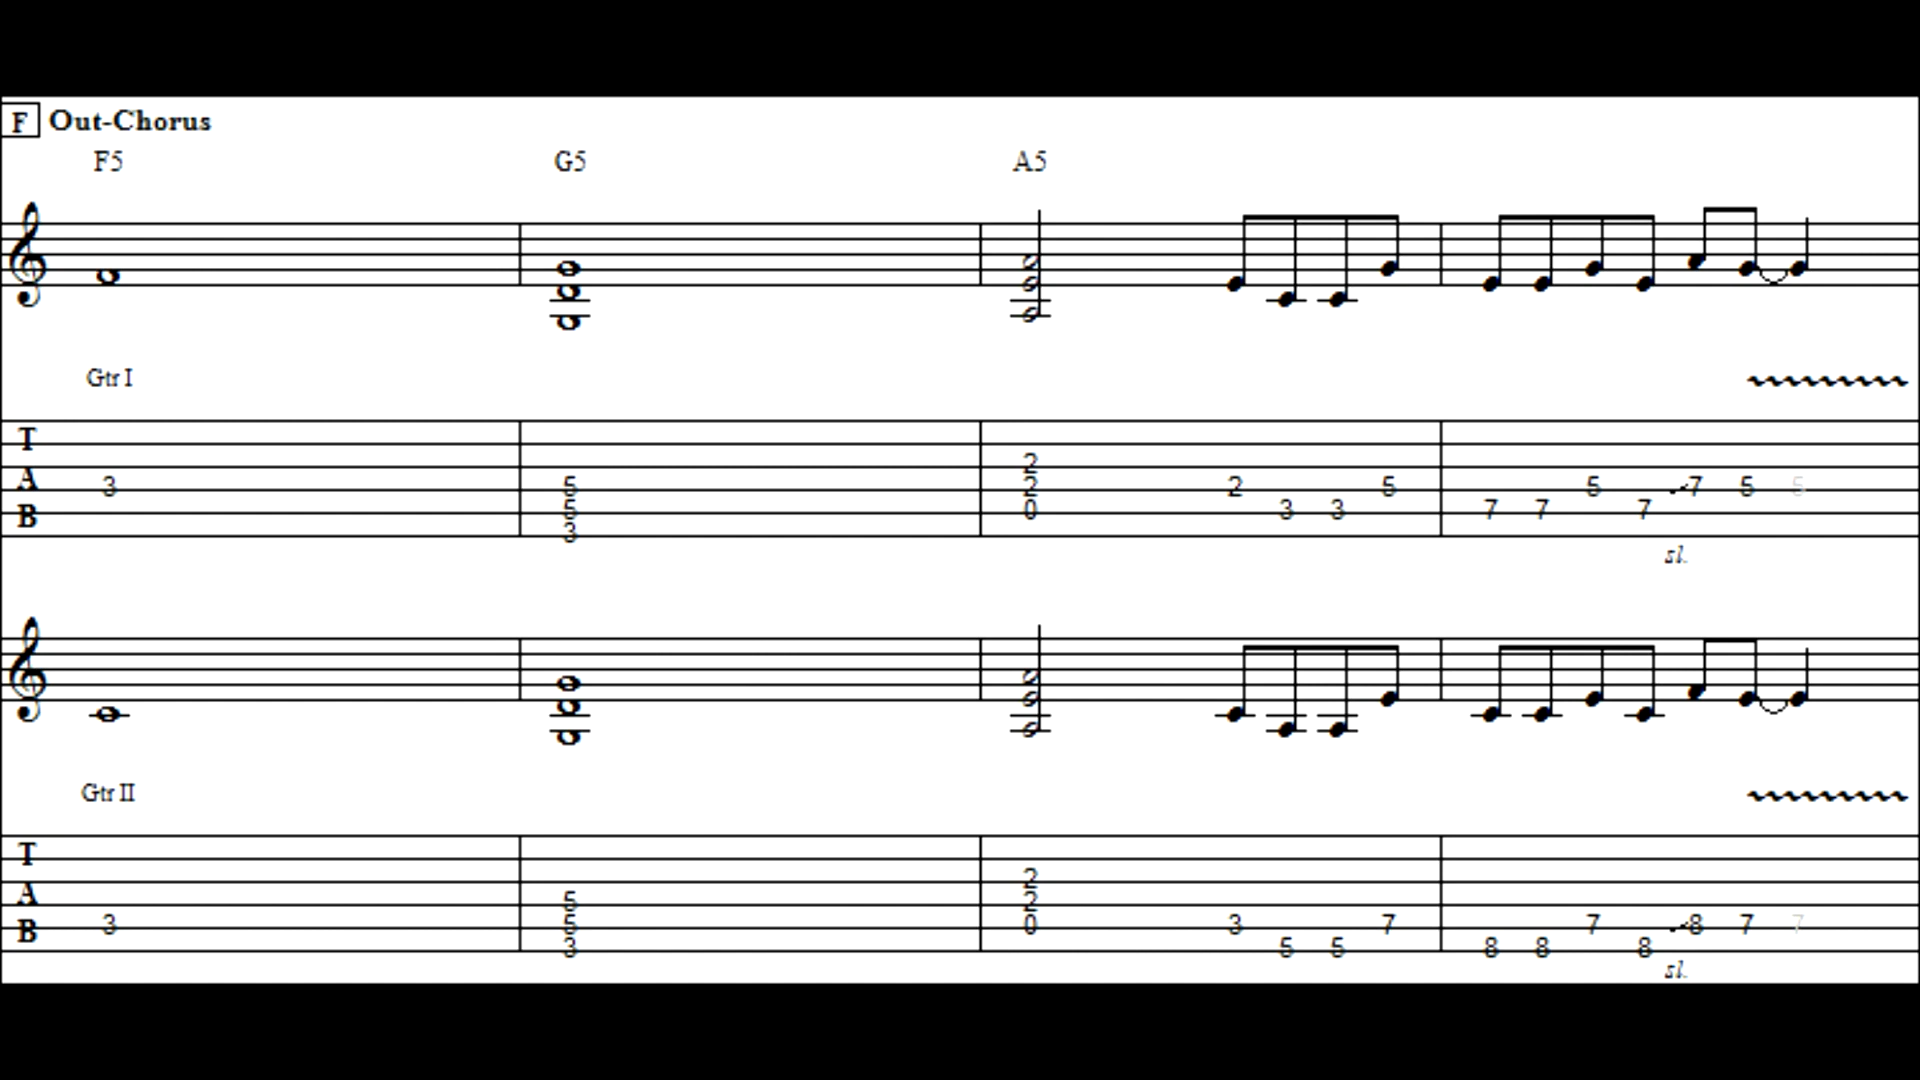 F Out-Chorus
F5 G5 A5
Gtr I
T
A
B
2
3 5 2 2 5 5 7 5 5
5 0 3 3 7 7 7
3
sl.
Gtr II
T
A
B
2
5 2
3 5 0 3 7 7 8 7 7
3 5 5 8 8 8
sl.